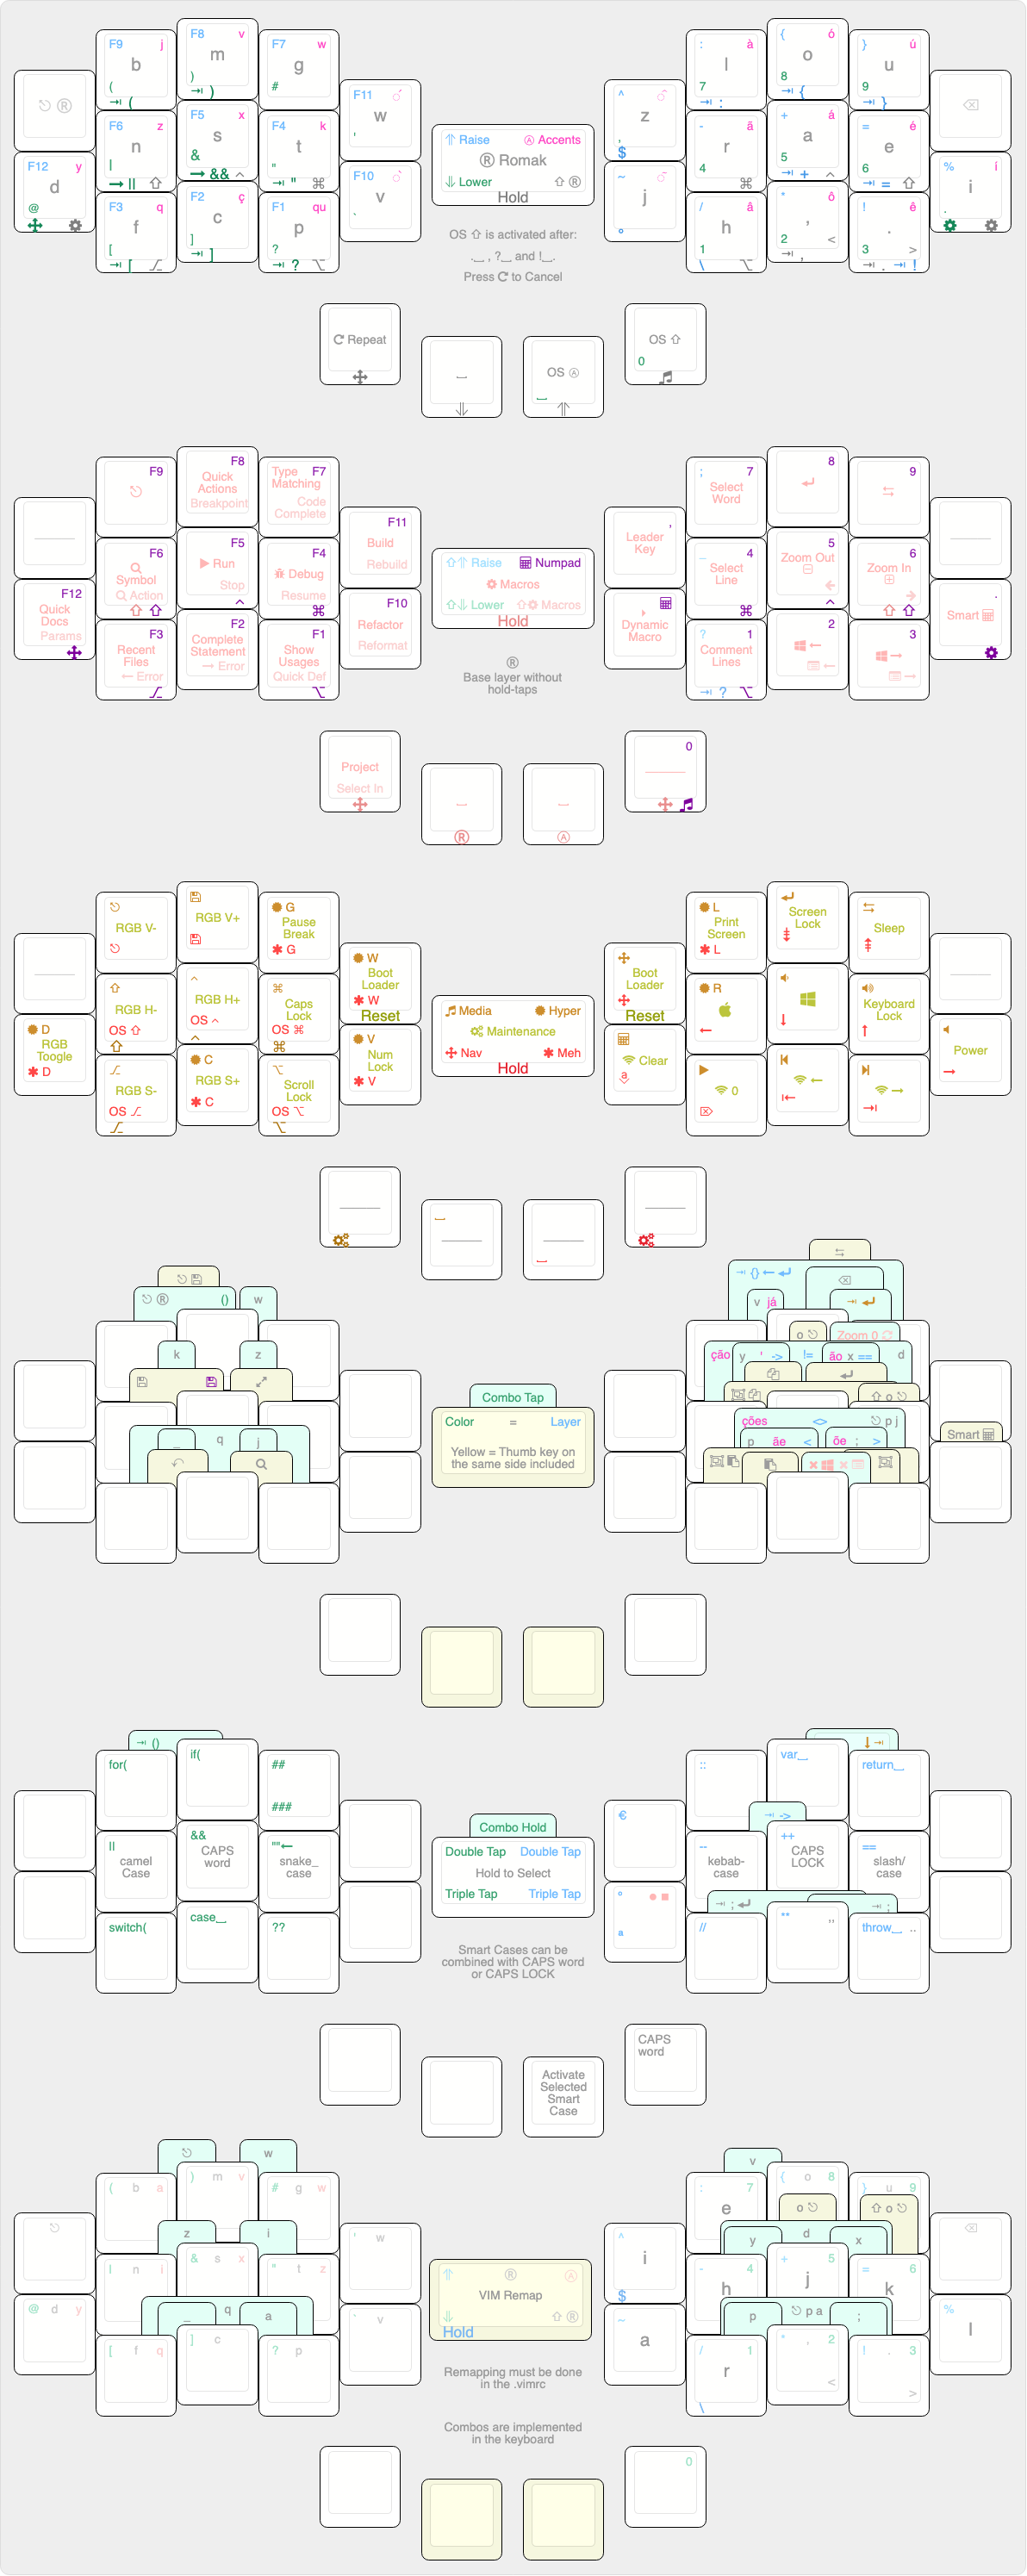 F9 j
b
(
⇥ (
F8 v
m
)
⇥ )
F7 w
g
#
F11
w
'
®
F12 y
d
@
F6 z
n
|
→ ||
F5 x
s
&
→ && ^
F4 k
t
"
⇥ " ⌘
F10
v
`
F3 q
f
[
⇥ [
F2 ç
c
]
⇥ ]
F1 qu
p
?
⇥ ? ⌥
Raise Ⓐ Accents
® Romak
Lower ⇧ ®
Hold
OS ⇧ is activated after:
.⎵ , ?⎵ and !⎵.
Press to Cancel
^
z
,
$
~
j
°
: à
l
7
⇥ :
{ ó
o
8
⇥ {
} ú
u
9
⇥ }
- ã
r
4
⌘
+ á
a
5
⇥ + ^
= é
e
6
⇥ = ⇧
% í
i
.
/ â
h
1
\ ⌥
* ô
,
2 <
⇥ ,
! ê
.
3 >
⇥ . ⇥ !
Repeat
⎵
OS Ⓐ
⎵
OS ⇧
0
F9
F8
Quick
Actions
Breakpoint
Type F7
Matching
Code
Complete
F11
Build
Rebuild
F12
Quick
Docs
Params
F6
Symbol
Action
F5
Run
Stop
^
F4
Debug
Resume
⌘
F10
Refactor
Reformat
F3
Recent
Files
← Error
F2
Complete
Statement
→ Error
F1
Show
Usages
Quick Def
⌥
Raise Numpad
Macros
Lower Macros
Hold
®
Base layer without
hold-taps
'
Leader
Key
Dynamic
Macro
; 7
Select
Word
8
9
_ 4
Select
Line
⌘
5
Zoom Out
^
6
Zoom In
.
Smart
? 1
Comment
Lines
⇥ ? ⌥
2
3
Project
Select In
⎵
®
⎵
Ⓐ
0
RGB V-
RGB V+
G
Pause
Break
✱ G
W
Boot
Loader
✱ W
Reset
D
RGB
Toogle
✱ D
RGB H-
OS ⇧
^
RGB H+
OS ^
^
⌘
Caps
Lock
OS ⌘
⌘
V
Num
Lock
✱ V
RGB S-
OS
C
RGB S+
✱ C
⌥
Scroll
Lock
OS ⌥
⌥
Media Hyper
Maintenance
Nav ✱ Meh
Hold
Boot
Loader
Reset
Clear
a
L
Print
Screen
✱ L
Screen
Lock
Sleep
R
Keyboard
Lock
Power
0
®
()
w
k
z
_
q
j
Combo Tap
Color = Layer
Yellow = Thumb key on
the same side included
⇥ {} ←
v já
o
Zoom 0
ção
y ' ->
!=
ão x ==
d
⇧ o
ções <> p j
p ãe <
õe ; >
Smart
⇥ ()
for(
if(
##
###
||
camel
Case
&&
CAPS
word
""←
snake_
case
switch(
case⎵
??
Combo Hold
Double Tap Double Tap
Hold to Select
Triple Tap Triple Tap
Smart Cases can be
combined with CAPS word
or CAPS LOCK
€
°
ª
::
var⎵
return⎵
⇥ ->
--
kebab-
case
++
CAPS
LOCK
==
slash/
case
⇥ ;
⇥ ;
//
** ,,
throw⎵ ..
Activate
Selected
Smart
Case
CAPS
word
w
( b a
) m v
# g w
' w
z
i
@ d y
| n i
& s x
" t z
` v
_
q
a
[ f q
] c
? p
® Ⓐ
VIM Remap
⇧ ®
Hold
Remapping must be done
in the .vimrc
Combos are implemented
in the keyboard
v
: 7
e
{ o 8
o
} u 9
⇧ o
^
i
$
y
d
x
- 4
h
+ 5
j
= 6
k
%
l
~
a
p
p a
;
/ 1
r
\
* , 2
<
! . 3
>
0